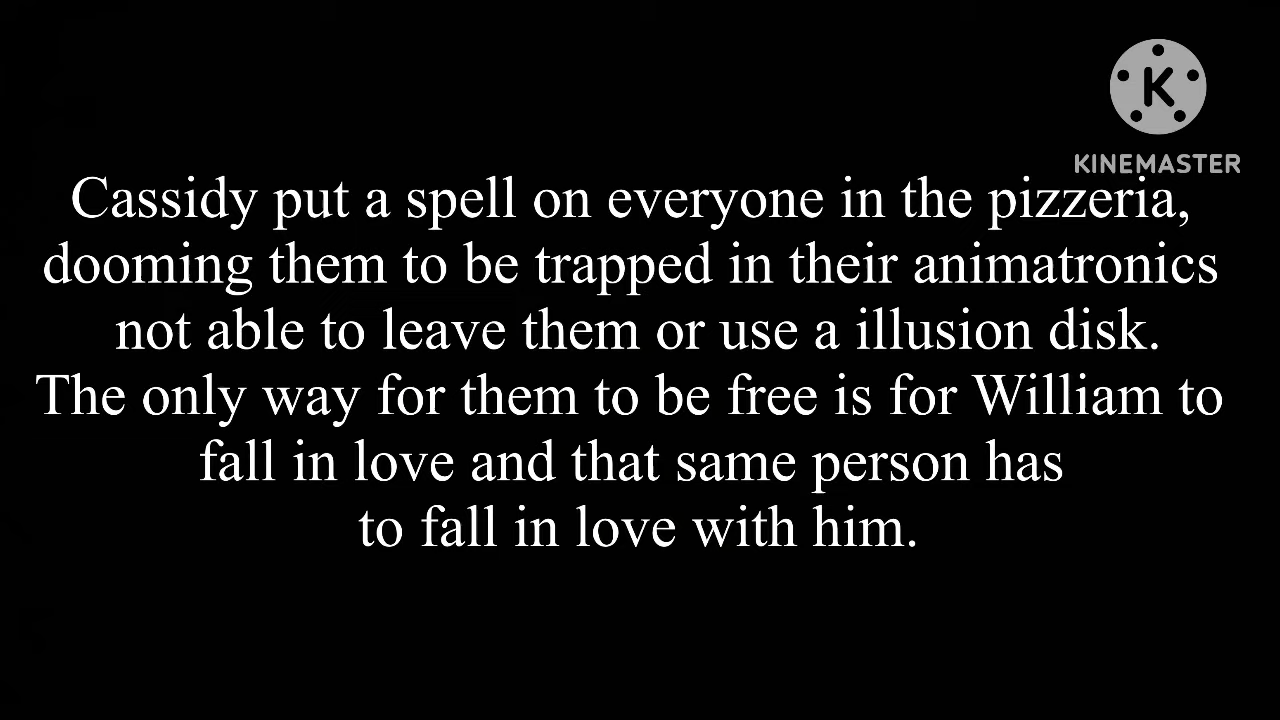 K
KINEMASTER
Cassidy put a spell on everyone in the pizzeria,
dooming them to be trapped in their animatronics
not able to leave them or use a illusion disk.
The only way for them to be free is for William to
fall in love and that same person has
to fall in love with him.